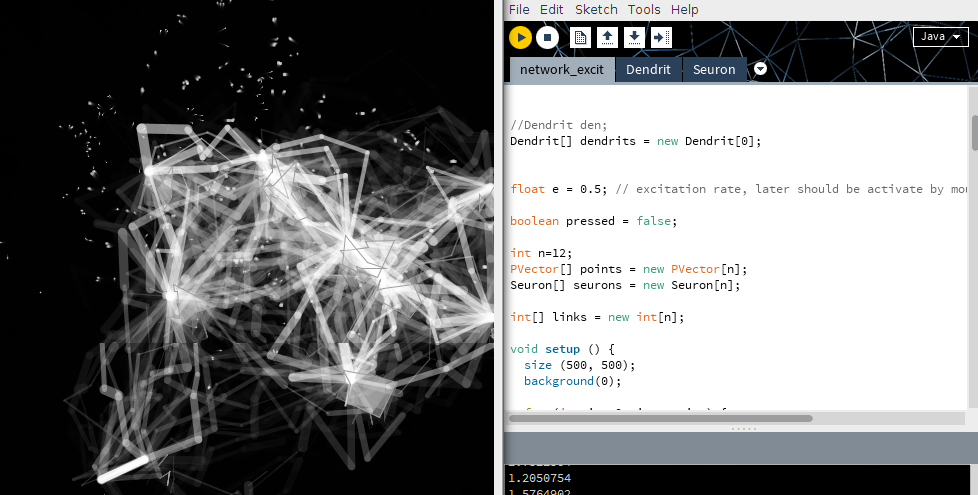 File Edit Sketch Tools Help
Java
network_excit Dendrit Seuron
//Dendrit den;
Dendrit[] dendrits = new Dendrit[0];
float e = 0.5; // excitation rate, later should be activate by
boolean pressed = false;
int n=12;
PVector[] points = new PVector[n];
Seuron[] seurons = new Seuron[n];
int[] links = new int[n];
void setup () {
size (500, 500);
background(0);
1.2050754
1.5764902